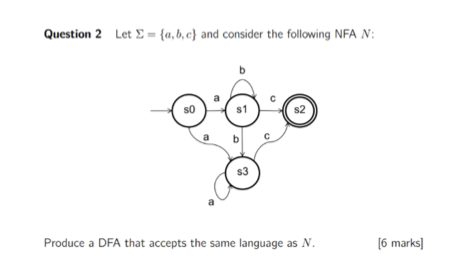 Question 2 Let Σ = {a, b, c} and consider the following NFA N:
b
a c
s0 s1 s2
a b c
s3
a
Produce a DFA that accepts the same language as N. [6 marks]